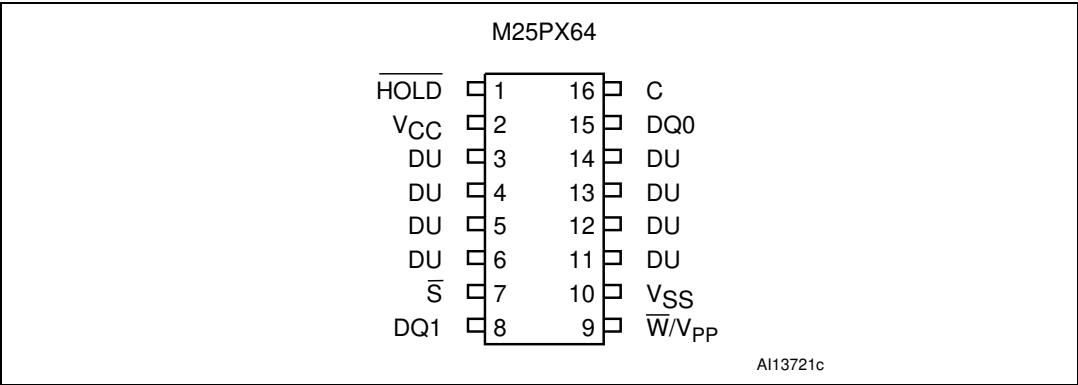 M25PX64
HOLD 1 16 C
VCC 2 15 DQ0
DU 3 14 DU
DU 4 13 DU
DU 5 12 DU
DU 6 11 DU
S 7 10 VSS
DQ1 8 9 W/VPP
AI13721c